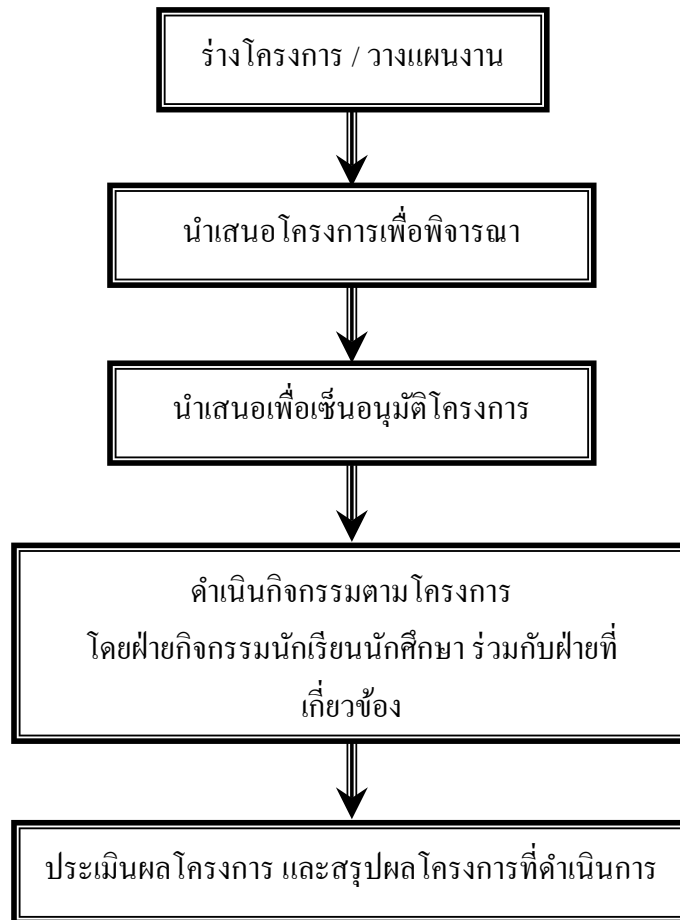 ร่างโครงการ / วางแผนงาน
นำเสนอโครงการเพื่อพิจารณา
นำเสนอเพื่อเซ็นอนุมัติโครงการ
ดำเนินกิจกรรมตามโครงการ
โดยฝ่ายกิจกรรมนักเรียนนักศึกษา ร่วมกับฝ่ายที่
เกี่ยวข้อง
ประเมินผลโครงการ และสรุปผลโครงการที่ดำเนินการ